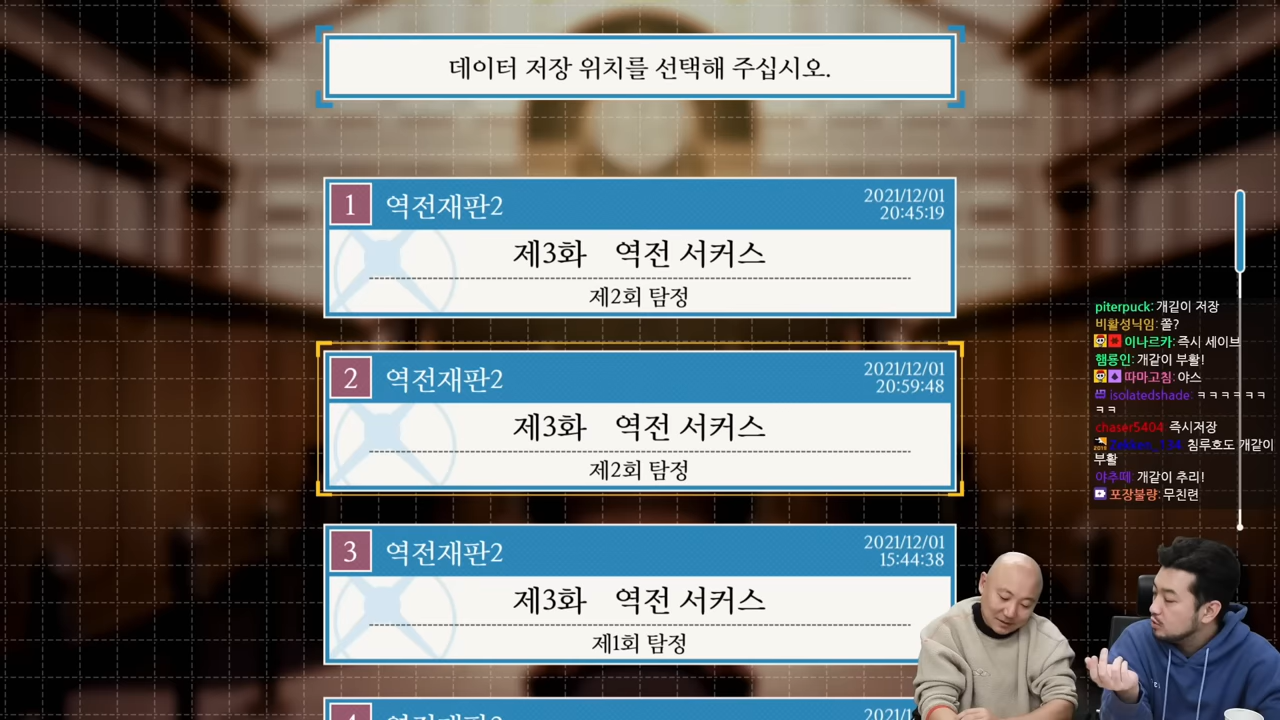 데이터 저장 위치를 선택해 주십시오.
1 역전재판2 2021/12/01
20:45:19
제3화 역전 서커스
제2회 탐정
2 역전재판2 2021/12/01
20:59:48
제3화 역전 서커스
제2회 탐정
3 역전재판2 2021/12/01
15:44:38
제3화 역전 서커스
제1회 탐정
piterpuck: 개같이 저장
비활성닉임: 쫄?
이나르카: 즉시 세이브
햄롱인: 개같이 부활!
따마고침: 야스
isolatedshade: ㅋㅋㅋㅋㅋㅋ
ㅋㅋ
chaser5404: 즉시저장
침루호도 개같이
부활
야추떼: 개같이 추리!
포장불량: 무친련